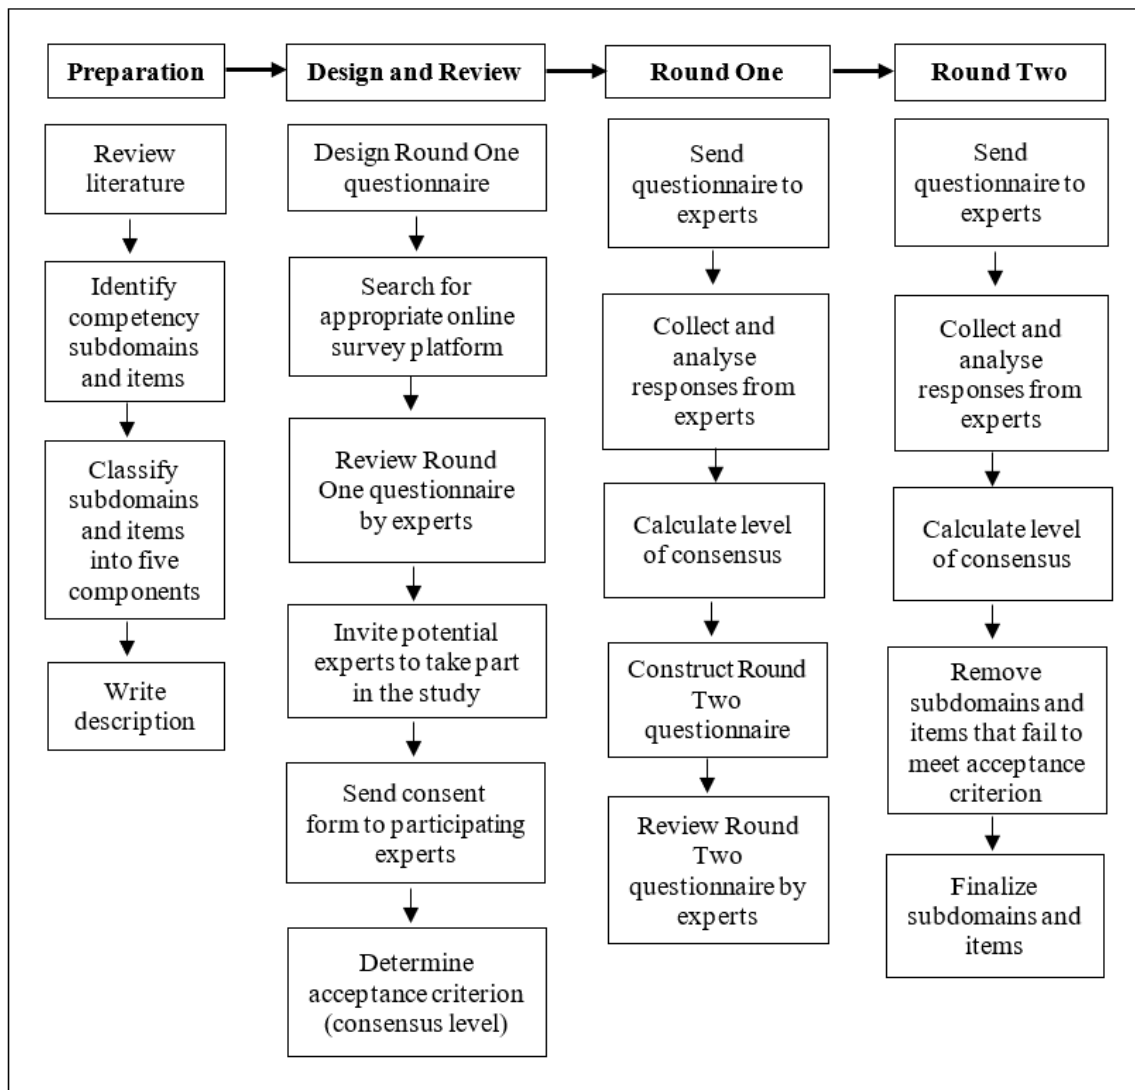 Preparation
Design and Review
Round One
Round Two
Review
literature
Identify
competency
subdomains
and items
Classify
subdomains
and items
into five
components
Write
description
Design Round One
questionnaire
Search for
appropriate online
survey platform
Review Round
One questionnaire
by experts
Invite potential
experts to take part
in the study
Send consent
form to participating
experts
Determine
acceptance criterion
(consensus level)
Send
questionnaire to
experts
Collect and
analyse
responses from
experts
Calculate level
of consensus
Construct Round
Two
questionnaire
Review Round
Two
questionnaire by
experts
Send
questionnaire to
experts
Collect and
analyse
responses from
experts
Calculate level
of consensus
Remove
subdomains and
items that fail to
meet acceptance
criterion
Finalize
subdomains and
items